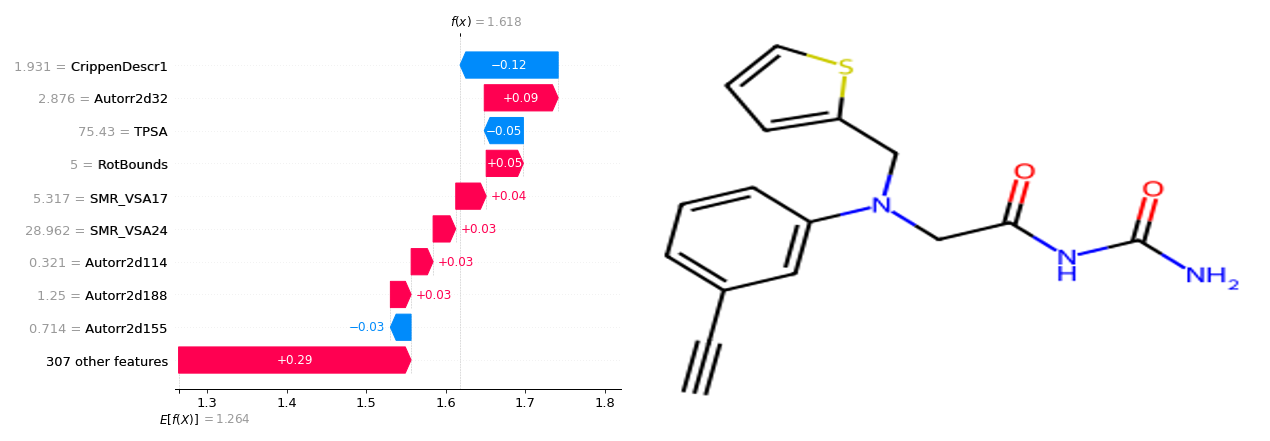 f(x) = 1.618
1.931 = CrippenDescr1
−0.12
2.876 = Autorr2d32
+0.09
75.43 = TPSA
−0.05
5 = RotBounds
+0.05
5.317 = SMR_VSA17
+0.04
28.962 = SMR_VSA24
+0.03
0.321 = Autorr2d114
+0.03
1.25 = Autorr2d188
+0.03
0.714 = Autorr2d155
−0.03
307 other features
+0.29
1.3 1.4 1.5 1.6 1.7 1.8
E[f(X)] = 1.264
S
O
O
N
N
H
NH₂